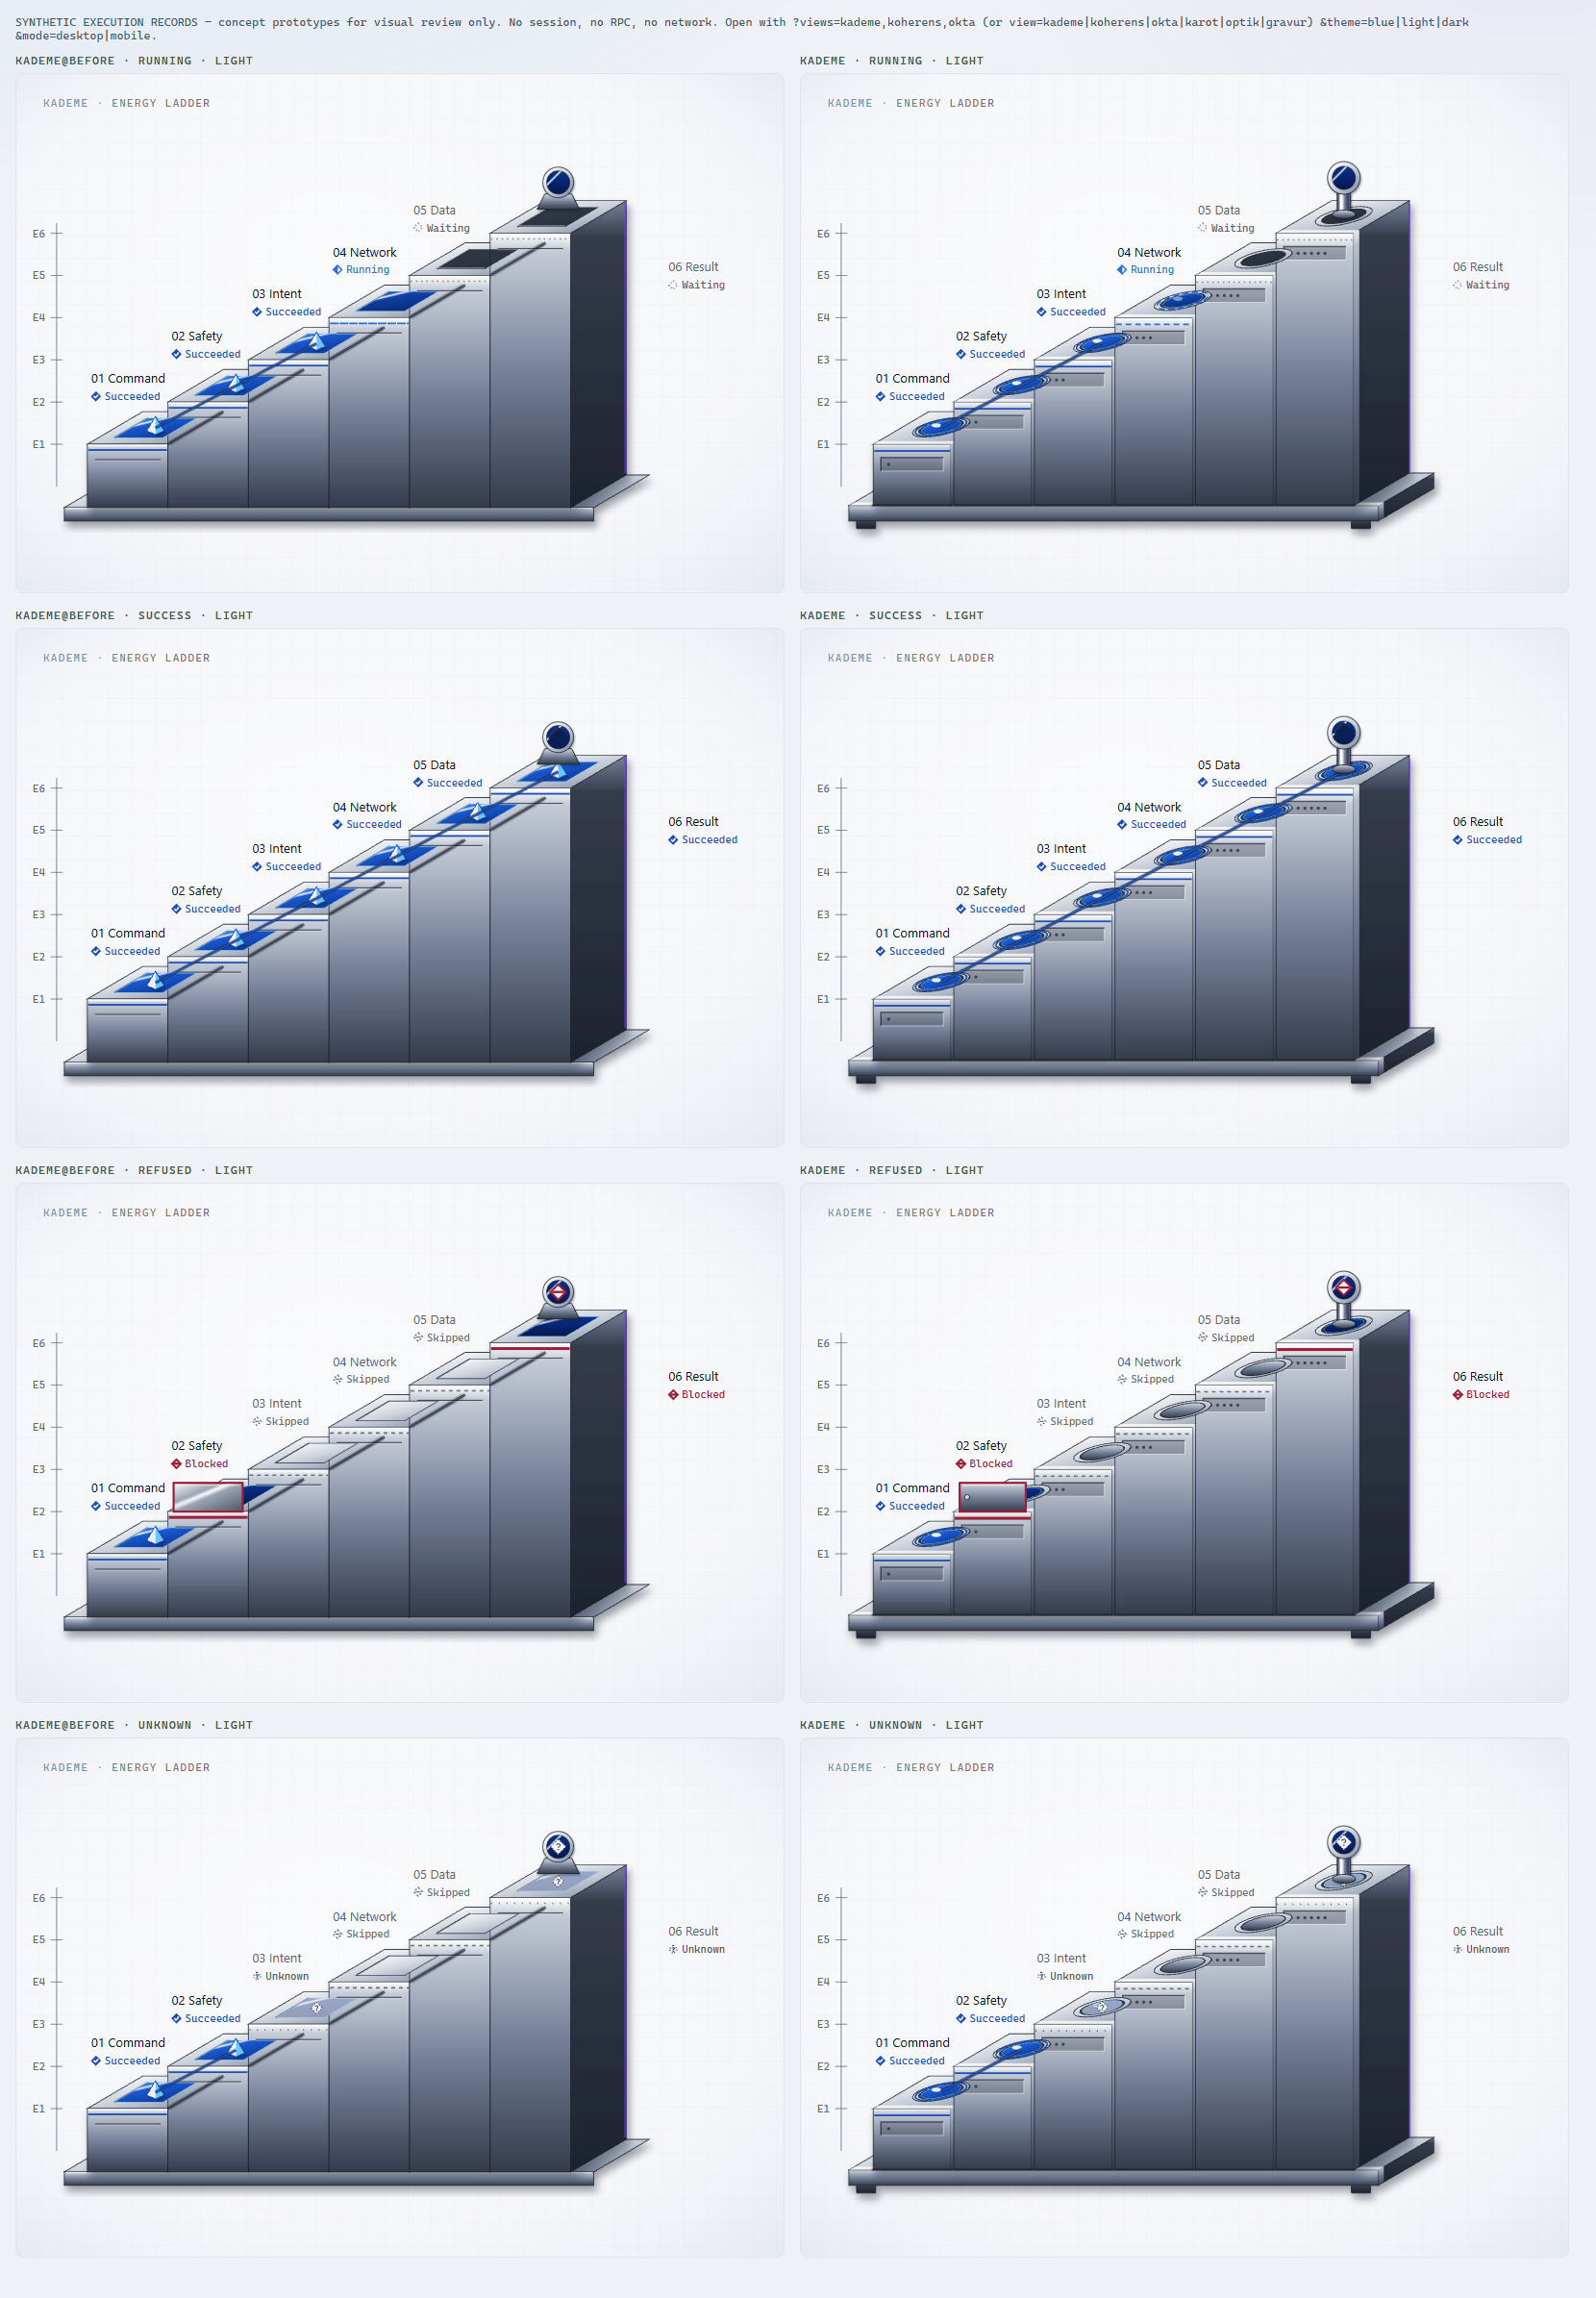 SYNTHETIC EXECUTION RECORDS — concept prototypes for visual review only. No session, no RPC, no network. Open with ?views=kademe,koherens,okta (or view=kademe|koherens|okta|karot|optik|gravur) &theme=blue|light|dark
&mode=desktop|mobile.
KADEME@BEFORE · RUNNING · LIGHT
KADEME · ENERGY LADDER
05 Data
Waiting
E6
04 Network
Running
06 Result
Waiting
E5
03 Intent
Succeeded
E4
02 Safety
Succeeded
E3
01 Command
Succeeded
E2
E1
KADEME · RUNNING · LIGHT
KADEME · ENERGY LADDER
05 Data
Waiting
E6
04 Network
Running
06 Result
Waiting
E5
03 Intent
Succeeded
E4
02 Safety
Succeeded
E3
01 Command
Succeeded
E2
E1
KADEME@BEFORE · SUCCESS · LIGHT
KADEME · ENERGY LADDER
05 Data
Succeeded
E6
04 Network
Succeeded
06 Result
Succeeded
E5
03 Intent
Succeeded
E4
02 Safety
Succeeded
E3
01 Command
Succeeded
E2
E1
KADEME · SUCCESS · LIGHT
KADEME · ENERGY LADDER
05 Data
Succeeded
E6
04 Network
Succeeded
06 Result
Succeeded
E5
03 Intent
Succeeded
E4
02 Safety
Succeeded
E3
01 Command
Succeeded
E2
E1
KADEME@BEFORE · REFUSED · LIGHT
KADEME · ENERGY LADDER
05 Data
Skipped
E6
04 Network
Skipped
06 Result
Blocked
E5
03 Intent
Skipped
E4
02 Safety
Blocked
E3
01 Command
Succeeded
E2
E1
KADEME · REFUSED · LIGHT
KADEME · ENERGY LADDER
05 Data
Skipped
E6
04 Network
Skipped
06 Result
Blocked
E5
03 Intent
Skipped
E4
02 Safety
Blocked
E3
01 Command
Succeeded
E2
E1
KADEME@BEFORE · UNKNOWN · LIGHT
KADEME · ENERGY LADDER
?
05 Data
?
Skipped
E6
04 Network
Skipped
06 Result
Unknown
E5
03 Intent
Unknown
E4
02 Safety
?
Succeeded
E3
01 Command
Succeeded
E2
E1
KADEME · UNKNOWN · LIGHT
KADEME · ENERGY LADDER
?
05 Data
Skipped
E6
04 Network
Skipped
06 Result
Unknown
E5
03 Intent
Unknown
E4
02 Safety
?
Succeeded
E3
01 Command
Succeeded
E2
E1